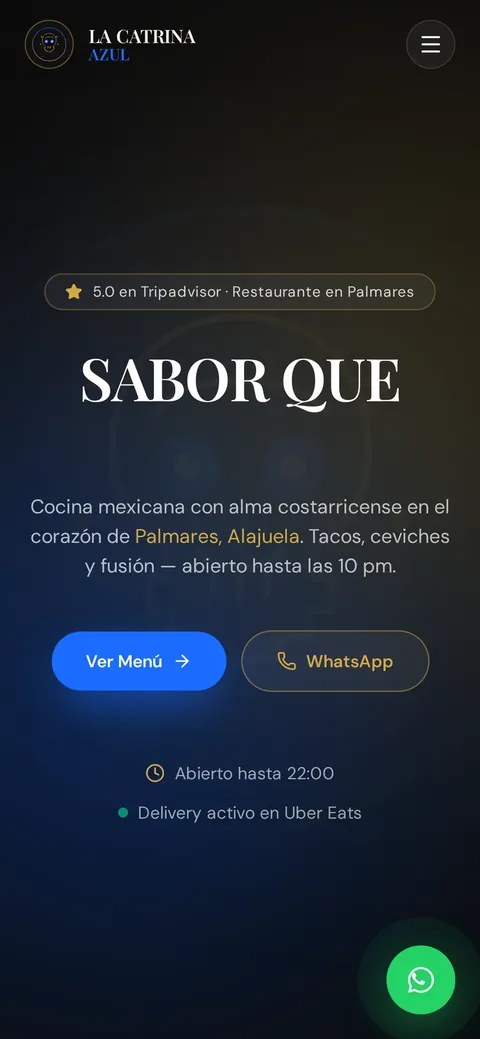 LA CATRINA
AZUL
5.0 en Tripadvisor · Restaurante en Palmares
SABOR QUE
Cocina mexicana con alma costarricense en el
corazón de Palmares, Alajuela. Tacos, ceviches
y fusión — abierto hasta las 10 pm.
Ver Menú
WhatsApp
Abierto hasta 22:00
Delivery activo en Uber Eats